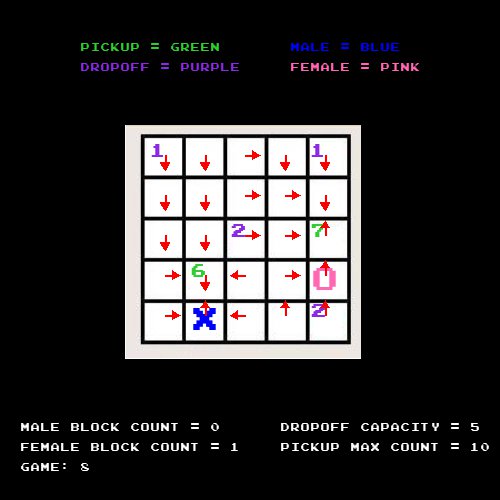 PICKUP = GREEN MALE = BLUE
DROPOFF = PURPLE FEMALE = PINK
1 1
2 7
6 O
X 2
MALE BLOCK COUNT = 0 DROPOFF CAPACITY = 5
FEMALE BLOCK COUNT = 1 PICKUP MAX COUNT = 10
GAME: 8